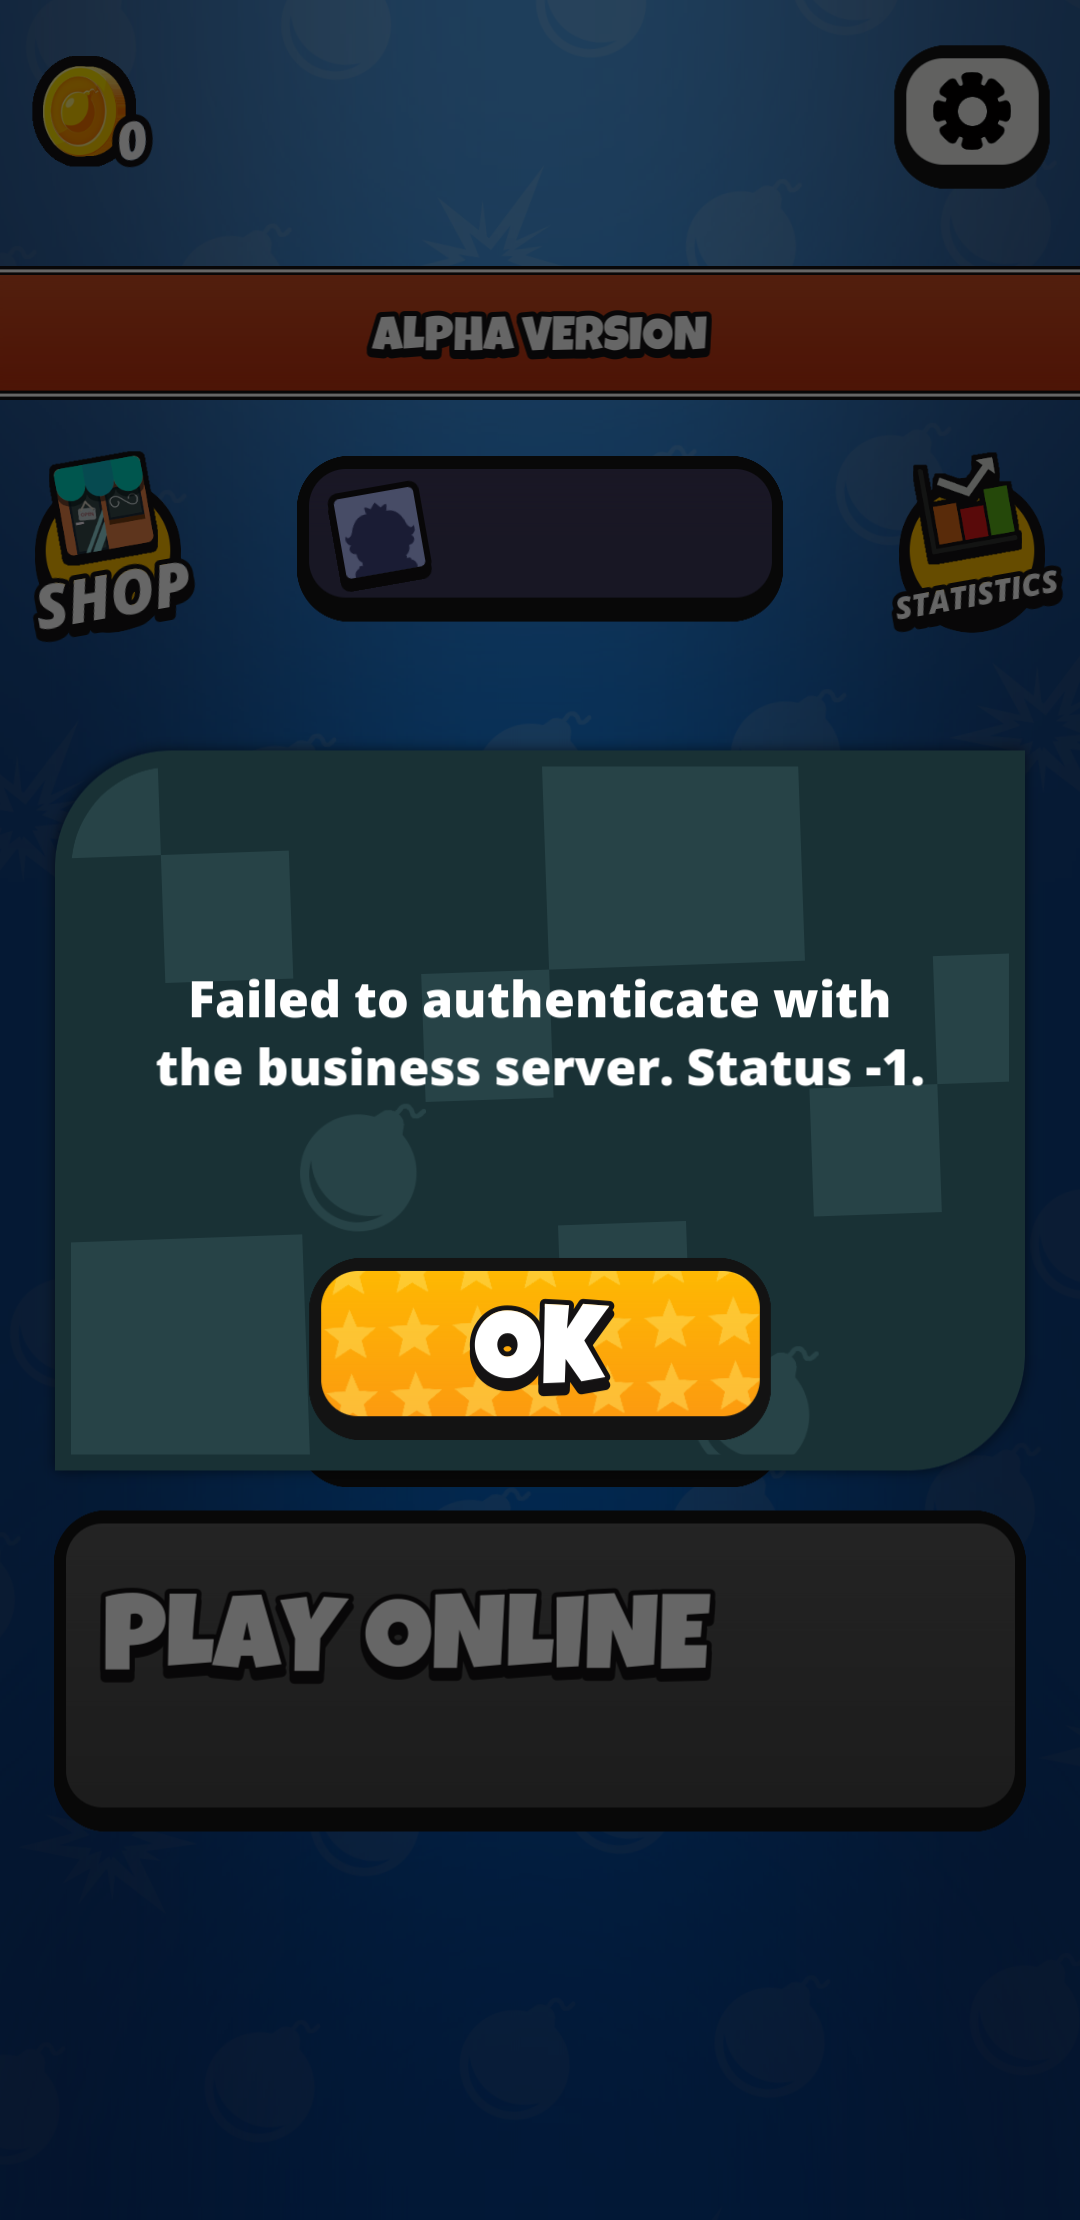 0
ALPHA VERSION
SHOP
STATISTICS
Failed to authenticate with
the business server. Status -1.
OK
PLAY ONLINE